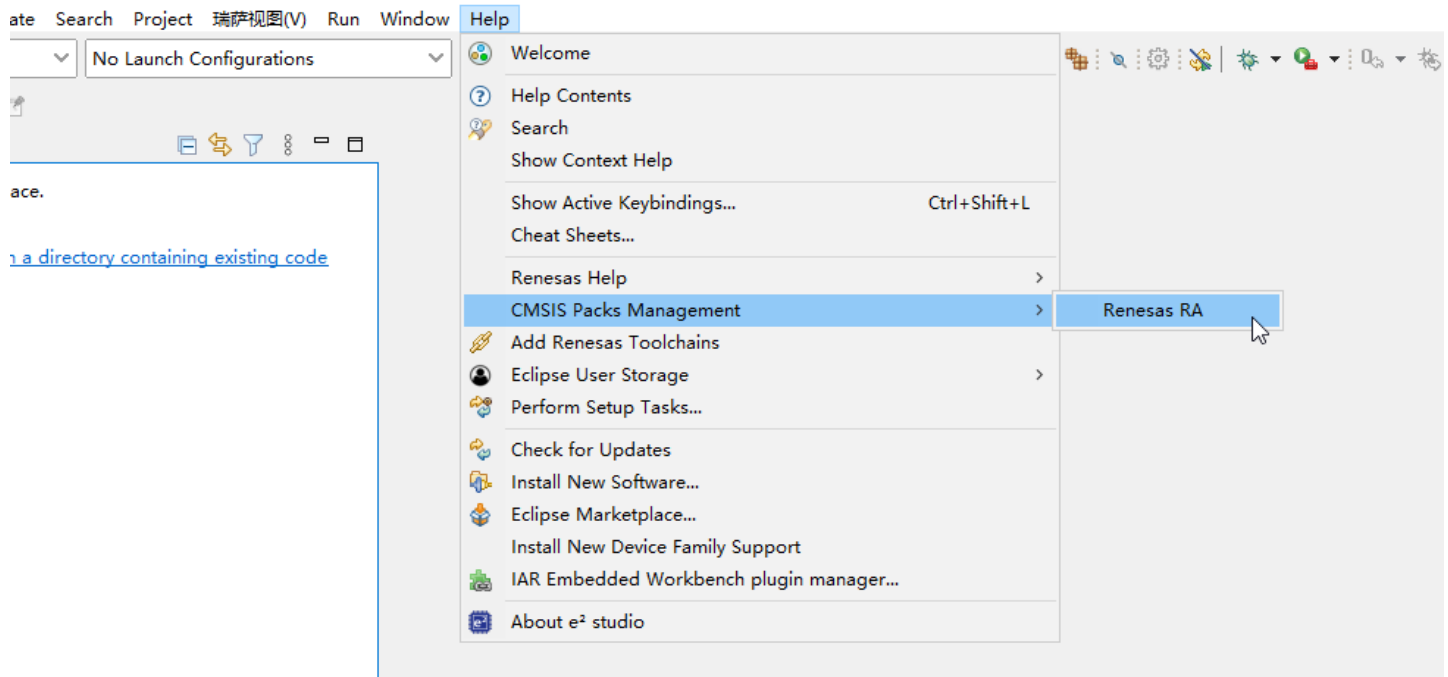 ate Search Project 瑞萨视图(V) Run Window Help
No Launch Configurations
ace.
a directory containing existing code
Welcome
Help Contents
Search
Show Context Help
Show Active Keybindings... Ctrl+Shift+L
Cheat Sheets...
Renesas Help
CMSIS Packs Management
Renesas RA
Add Renesas Toolchains
Eclipse User Storage
Perform Setup Tasks...
Check for Updates
Install New Software...
Eclipse Marketplace...
Install New Device Family Support
IAR Embedded Workbench plugin manager...
About e² studio